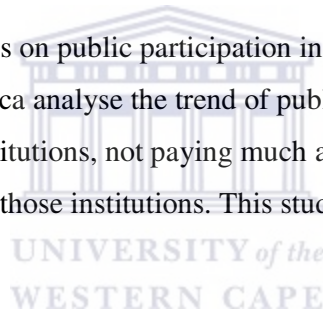 s on public participation in
ca analyse the trend of publ
itutions, not paying much a
those institutions. This stud
UNIVERSITY of the
WESTERN CAPE